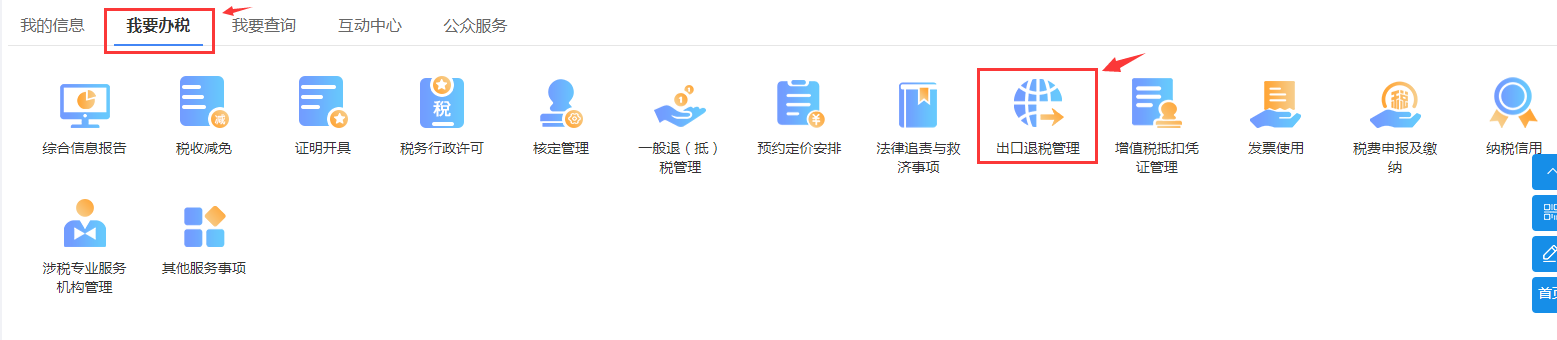 我的信息 我要办税 我要查询 互动中心 公众服务
减 税 ¥ 税
综合信息报告 税收减免 证明开具 税务行政许可 核定管理 一般退（抵） 预约定价安排 法律追责与救 出口退税管理 增值税抵扣凭 发票使用 税费申报及缴 纳税信用
税管理 济事项 证管理 纳
涉税专业服务 其他服务事项
机构管理
首页